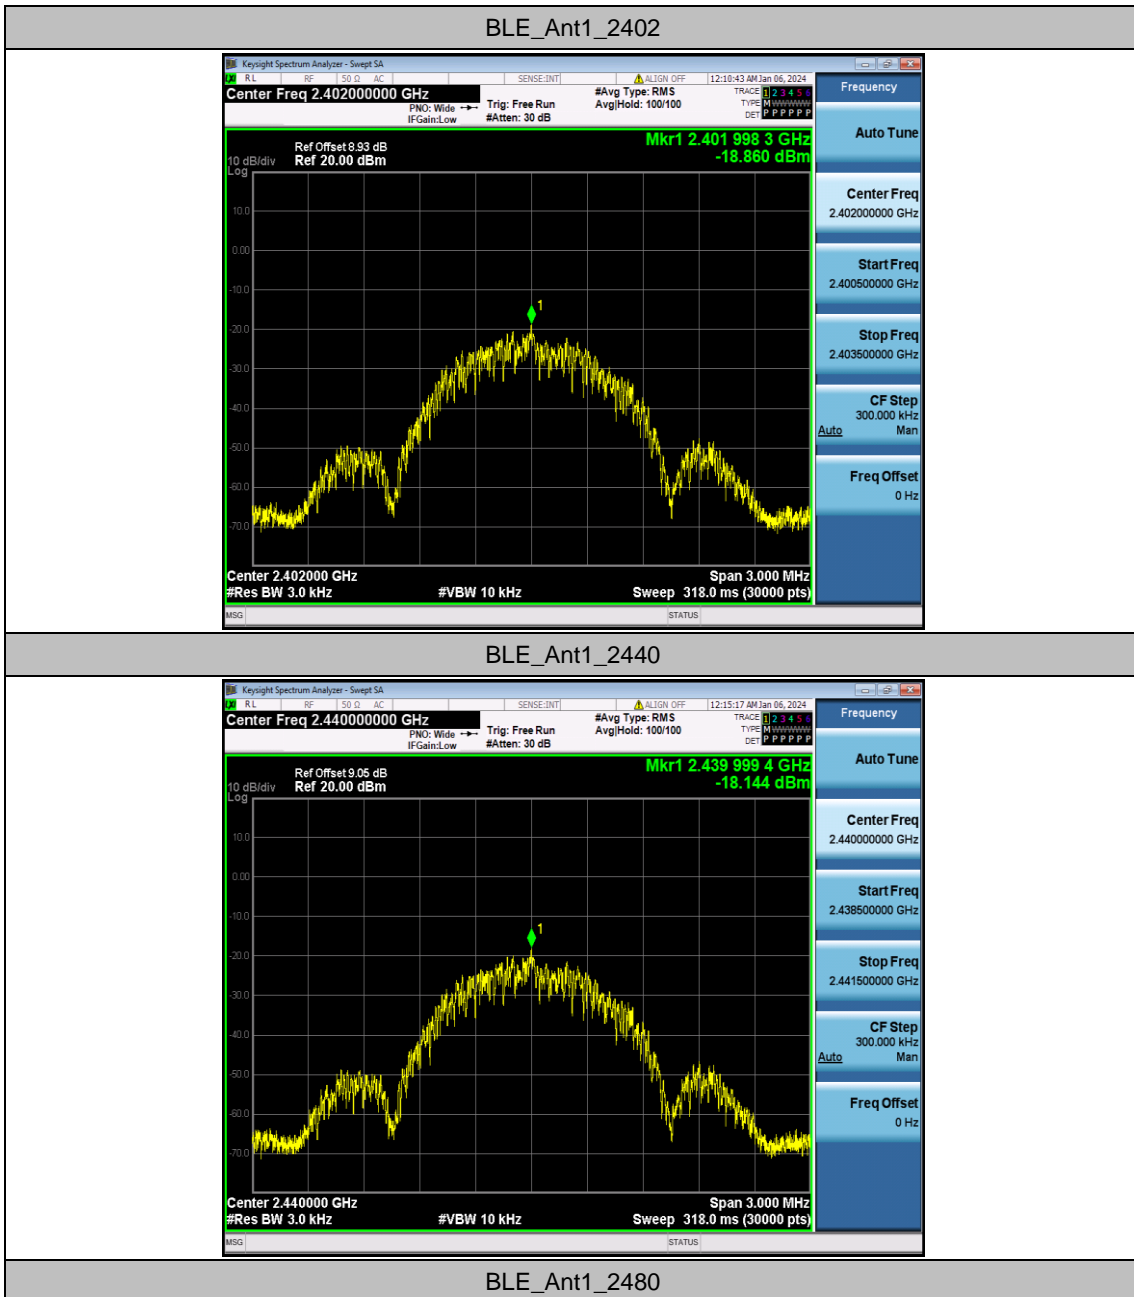 BLE_Ant1_2402
Keysight Spectrum Analyzer - Swept SA
RL RF 50 Ω AC SENSE:INT ALIGN OFF 12:10:43 AM Jan 06, 2024
Center Freq 2.402000000 GHz
PNO: Wide
IFGain:Low
Trig: Free Run
#Atten: 30 dB
#Avg Type: RMS
Avg|Hold: 100/100
TRACE 1 2 3 4 5 6
TYPE M WWWWW
DET P P P P P P
Frequency
Mkr1 2.401 998 3 GHz
-18.860 dBm
Ref Offset 8.93 dB
10 dB/div Ref 20.00 dBm
Log
10.0
0.00
-10.0
-20.0
-30.0
-40.0
-50.0
-60.0
-70.0
1
Center 2.402000 GHz Span 3.000 MHz
#Res BW 3.0 kHz #VBW 10 kHz Sweep 318.0 ms (30000 pts)
MSG STATUS
Auto Tune
Center Freq
2.402000000 GHz
Start Freq
2.400500000 GHz
Stop Freq
2.403500000 GHz
CF Step
300.000 kHz
Auto Man
Freq Offset
0 Hz
BLE_Ant1_2440
Keysight Spectrum Analyzer - Swept SA
RL RF 50 Ω AC SENSE:INT ALIGN OFF 12:15:17 AM Jan 06, 2024
Center Freq 2.440000000 GHz
PNO: Wide
IFGain:Low
Trig: Free Run
#Atten: 30 dB
#Avg Type: RMS
Avg|Hold: 100/100
TRACE 1 2 3 4 5 6
TYPE M WWWWW
DET P P P P P P
Frequency
Mkr1 2.439 999 4 GHz
-18.144 dBm
Ref Offset 9.05 dB
10 dB/div Ref 20.00 dBm
Log
10.0
0.00
-10.0
-20.0
-30.0
-40.0
-50.0
-60.0
-70.0
1
Center 2.440000 GHz Span 3.000 MHz
#Res BW 3.0 kHz #VBW 10 kHz Sweep 318.0 ms (30000 pts)
MSG STATUS
Auto Tune
Center Freq
2.440000000 GHz
Start Freq
2.438500000 GHz
Stop Freq
2.441500000 GHz
CF Step
300.000 kHz
Auto Man
Freq Offset
0 Hz
BLE_Ant1_2480